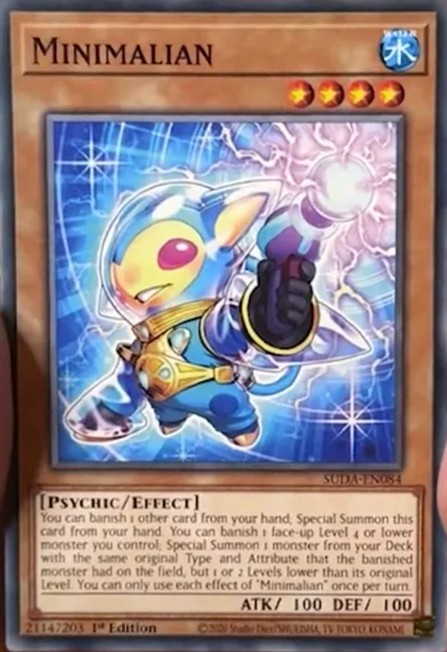 MINIMALIAN
WATER
水
SUDA-EN084
[PSYCHIC/EFFECT]
You can banish 1 other card from your hand; Special Summon this
card from your hand. You can banish 1 face-up Level 4 or lower
monster you control; Special Summon 1 monster from your Deck
with the same original Type and Attribute that the banished
monster had on the field, but 1 or 2 Levels lower than its original
Level. You can only use each effect of "Minimalian" once per turn.
ATK/ 100 DEF/ 100
21147203 1st Edition ©2020 Studio Dice/SHUEISHA, TV TOKYO, KONAMI